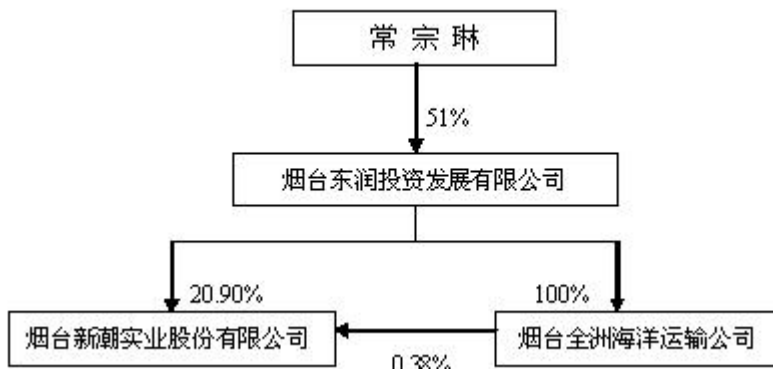 常宗琳
51%
烟台东润投资发展有限公司
20.90%
100%
烟台新潮实业股份有限公司
烟台全洲海洋运输公司
0.38%